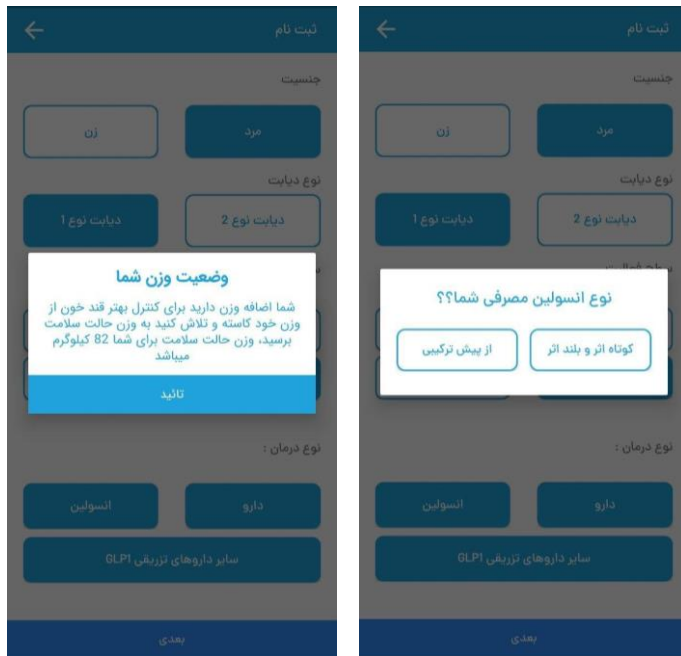 ثبت نام
جنسیت
مرد
زن
نوع دیابت
دیابت نوع 2
دیابت نوع 1
وضعیت وزن شما
شما اضافه وزن دارید برای کنترل بهتر قند خون از
وزن خود کاسته و تلاش کنید به وزن حالت سلامت
برسید، وزن حالت سلامت برای شما 82 کیلوگرم
میباشد
تائید
نوع درمان :
دارو
انسولین
سایر داروهای تزریقی GLP1
بعدی
ثبت نام
جنسیت
مرد
زن
نوع دیابت
دیابت نوع 2
دیابت نوع 1
سطح فعالیت
نوع انسولین مصرفی شما؟؟
کوتاه اثر و بلند اثر
از پیش ترکیبی
نوع درمان :
دارو
انسولین
سایر داروهای تزریقی GLP1
بعدی